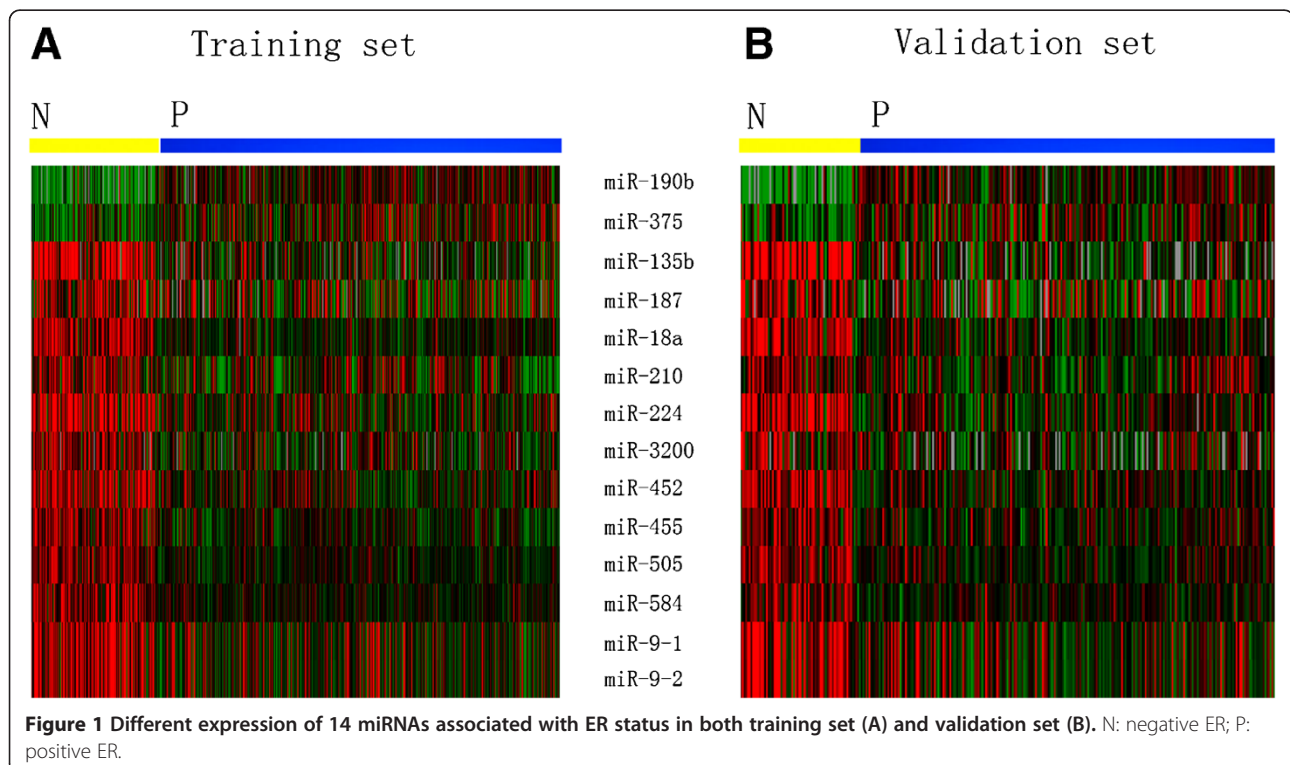 A Training set
B Validation set
N P
N P
miR-190b
miR-375
miR-135b
miR-187
miR-18a
miR-210
miR-224
miR-3200
miR-452
miR-455
miR-505
miR-584
miR-9-1
miR-9-2
Figure 1 Different expression of 14 miRNAs associated with ER status in both training set (A) and validation set (B). N: negative ER; P:
positive ER.